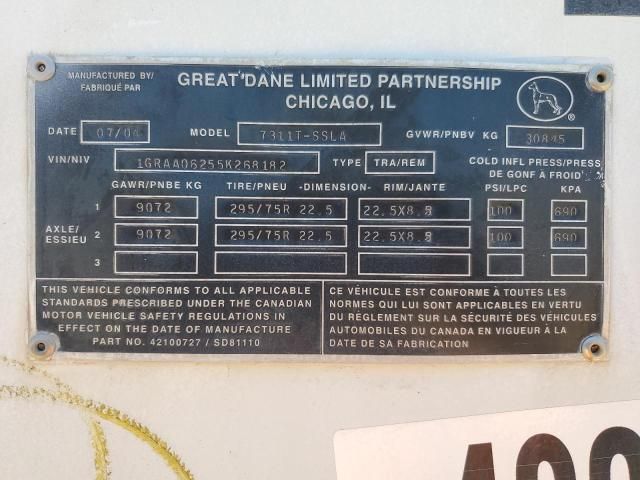 MANUFACTURED BY/
FABRIQUÉ PAR
GREAT DANE LIMITED PARTNERSHIP
CHICAGO, IL
®
DATE 07/04 MODEL 7311T-SSLA GVWR/PNBV KG 30845
VIN/NIV 1GRAA06255K268182 TYPE TRA/REM COLD INFL PRESS/PRESS
DE GONF À FROID
GAWR/PNBE KG TIRE/PNEU -DIMENSION- RIM/JANTE PSI/LPC KPA
1 9072 295/75R 22.5 22.5X8.5 100 690
AXLE/
ESSIEU
2 9072 295/75R 22.5 22.5X8.5 100 690
3
THIS VEHICLE CONFORMS TO ALL APPLICABLE
STANDARDS PRESCRIBED UNDER THE CANADIAN
MOTOR VEHICLE SAFETY REGULATIONS IN
EFFECT ON THE DATE OF MANUFACTURE
PART NO. 42100727 / SD81110
CE VÉHICULE EST CONFORME À TOUTES LES
NORMES QUI LUI SONT APPLICABLES EN VERTU
DU RÈGLEMENT SUR LA SÉCURITÉ DES VÉHICULES
AUTOMOBILES DU CANADA EN VIGUEUR À LA
DATE DE SA FABRICATION